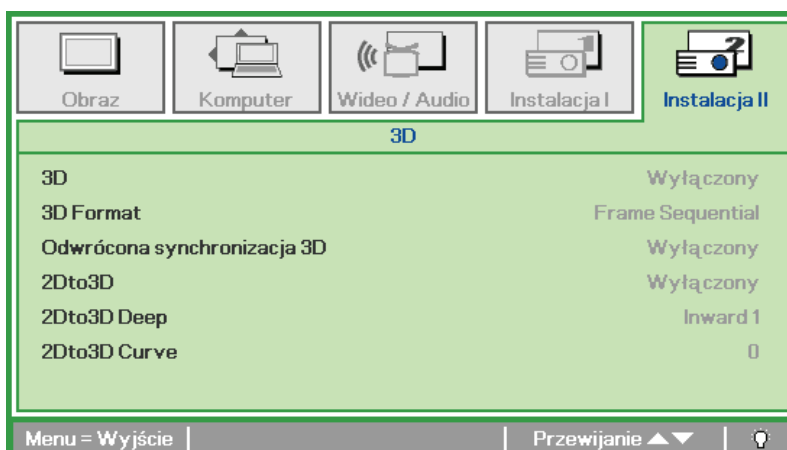 Obraz
Komputer
Wideo / Audio
Instalacja I
Instalacja II
3D
3D Wyłączony
3D Format Frame Sequential
Odwrócona synchronizacja 3D Wyłączony
2Dto3D Wyłączony
2Dto3D Deep Inward 1
2Dto3D Curve 0
Menu = Wyjście Przewijanie ▲▼